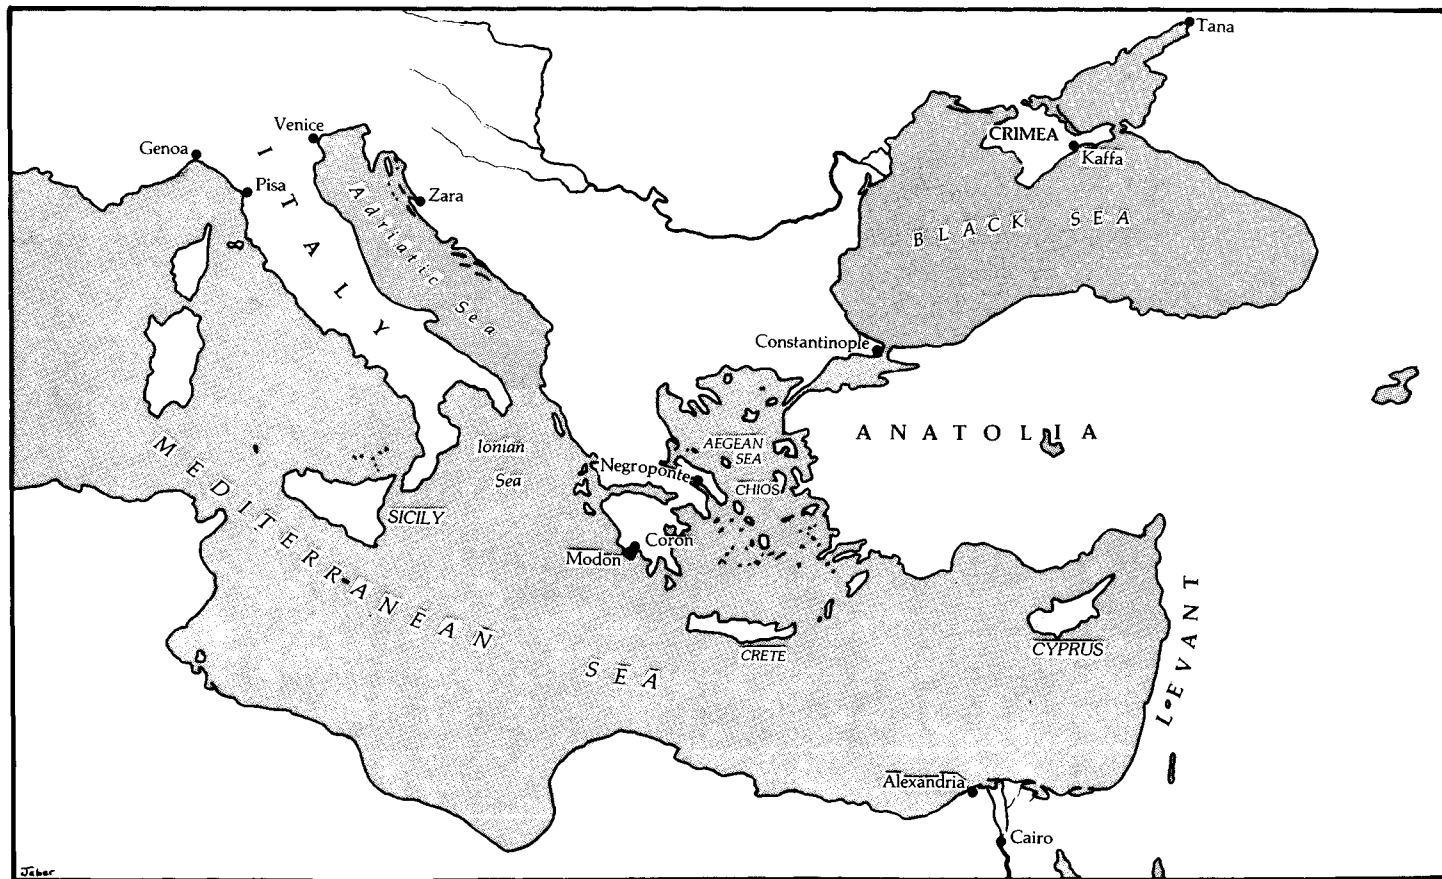 Tana
Venice
CRIMEA
Genoa
Kaffa
Pisa
ITALY
Zara
Adriatic Sea
BLACK SEA
Constantinople
ANATOLIA
AEGEAN
SEA
Ionian
Sea
Negroponte
CHIOS
MEDITERRANEAN SEA
SICILY
Coron
Modon
CRETE
CYPRUS
LEVANT
Alexandria
Cairo
Jaber